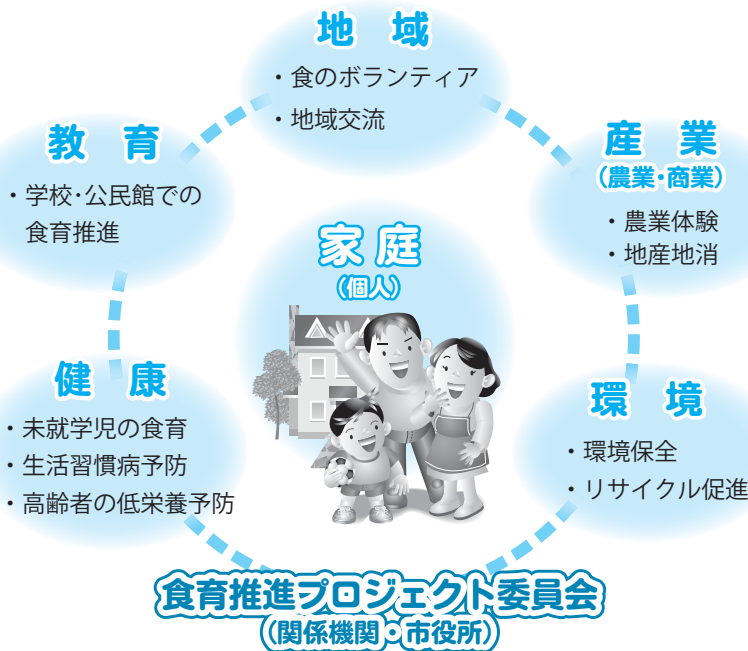 地 域
・食のボランティア
・地域交流
教 育
・学校・公民館での
食育推進
産 業
(農業・商業)
・農業体験
・地産地消
家 庭
(個人)
健 康
・未就学児の食育
・生活習慣病予防
・高齢者の低栄養予防
環 境
・環境保全
・リサイクル促進
食育推進プロジェクト委員会
(関係機関・市役所)